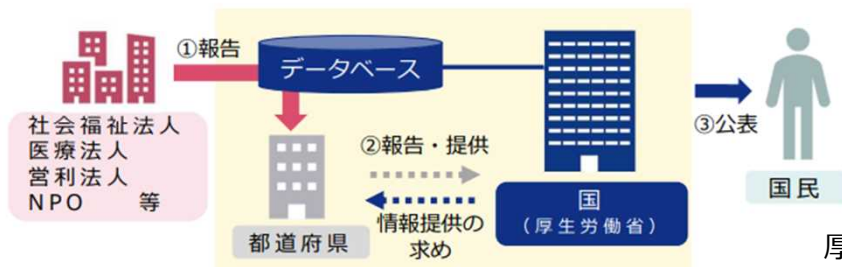 ①報告
データベース
社会福祉法人
医療法人
営利法人
NPO 等
②報告・提供
③公表
情報提供の
求め
都道府県
国
(厚生労働省)
国民
厚